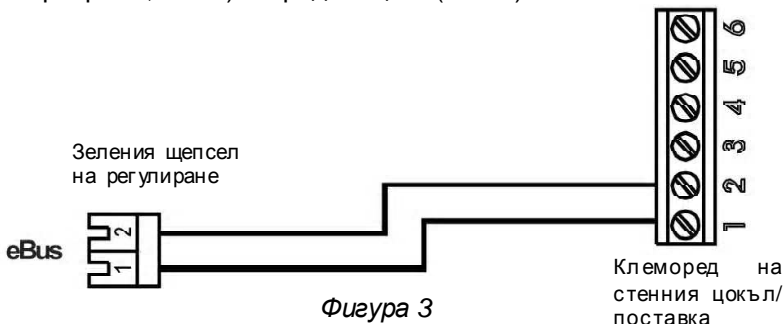 Зеления щепсел
на регулиране
eBus
2
1
6
5
4
3
2
1
Клеморед на
стенния цокъл/
поставка
Фигура 3